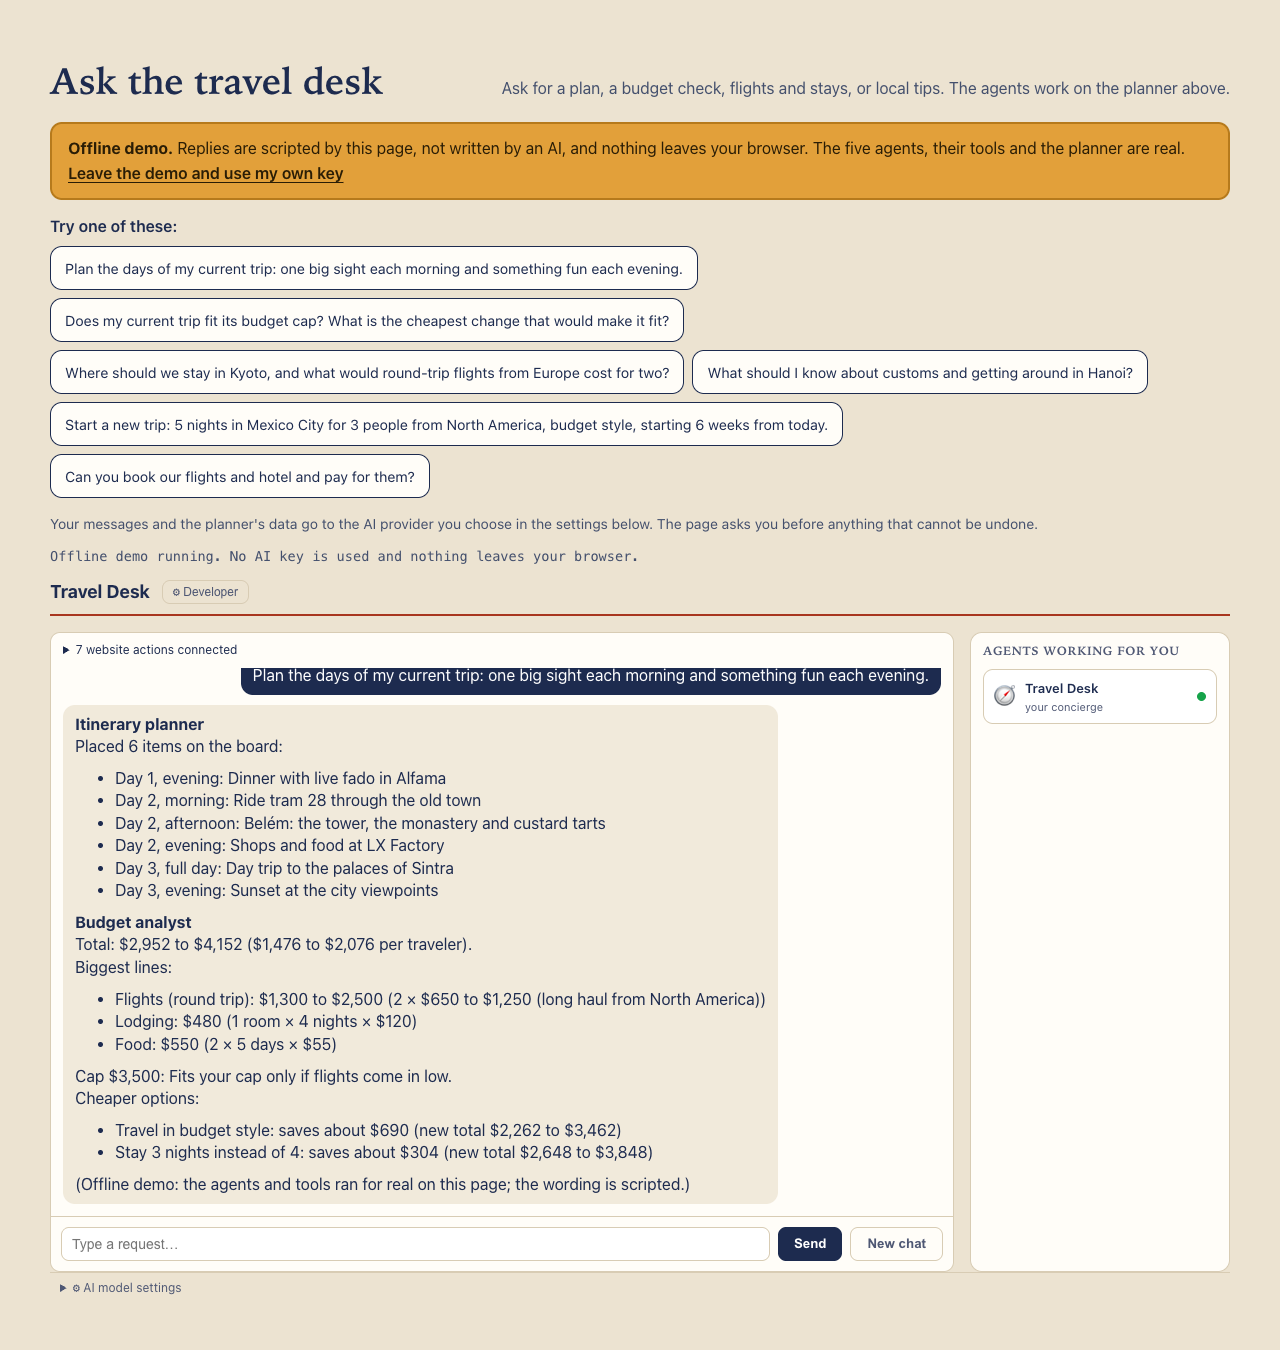 Ask the travel desk
Ask for a plan, a budget check, flights and stays, or local tips. The agents work on the planner above.
Offline demo. Replies are scripted by this page, not written by an AI, and nothing leaves your browser. The five agents, their tools and the planner are real.
Leave the demo and use my own key
Try one of these:
Plan the days of my current trip: one big sight each morning and something fun each evening.
Does my current trip fit its budget cap? What is the cheapest change that would make it fit?
Where should we stay in Kyoto, and what would round-trip flights from Europe cost for two?
What should I know about customs and getting around in Hanoi?
Start a new trip: 5 nights in Mexico City for 3 people from North America, budget style, starting 6 weeks from today.
Can you book our flights and hotel and pay for them?
Your messages and the planner's data go to the AI provider you choose in the settings below. The page asks you before anything that cannot be undone.
Offline demo running. No AI key is used and nothing leaves your browser.
Travel Desk
⚙ Developer
▶ 7 website actions connected
Plan the days of my current trip: one big sight each morning and something fun each evening.
Itinerary planner
Placed 6 items on the board:
• Day 1, evening: Dinner with live fado in Alfama
• Day 2, morning: Ride tram 28 through the old town
• Day 2, afternoon: Belém: the tower, the monastery and custard tarts
• Day 2, evening: Shops and food at LX Factory
• Day 3, full day: Day trip to the palaces of Sintra
• Day 3, evening: Sunset at the city viewpoints
Budget analyst
Total: $2,952 to $4,152 ($1,476 to $2,076 per traveler).
Biggest lines:
• Flights (round trip): $1,300 to $2,500 (2 × $650 to $1,250 (long haul from North America))
• Lodging: $480 (1 room × 4 nights × $120)
• Food: $550 (2 × 5 days × $55)
Cap $3,500: Fits your cap only if flights come in low.
Cheaper options:
• Travel in budget style: saves about $690 (new total $2,262 to $3,462)
• Stay 3 nights instead of 4: saves about $304 (new total $2,648 to $3,848)
(Offline demo: the agents and tools ran for real on this page; the wording is scripted.)
Type a request...
Send
New chat
AGENTS WORKING FOR YOU
Travel Desk
your concierge
▶ ⚙ AI model settings